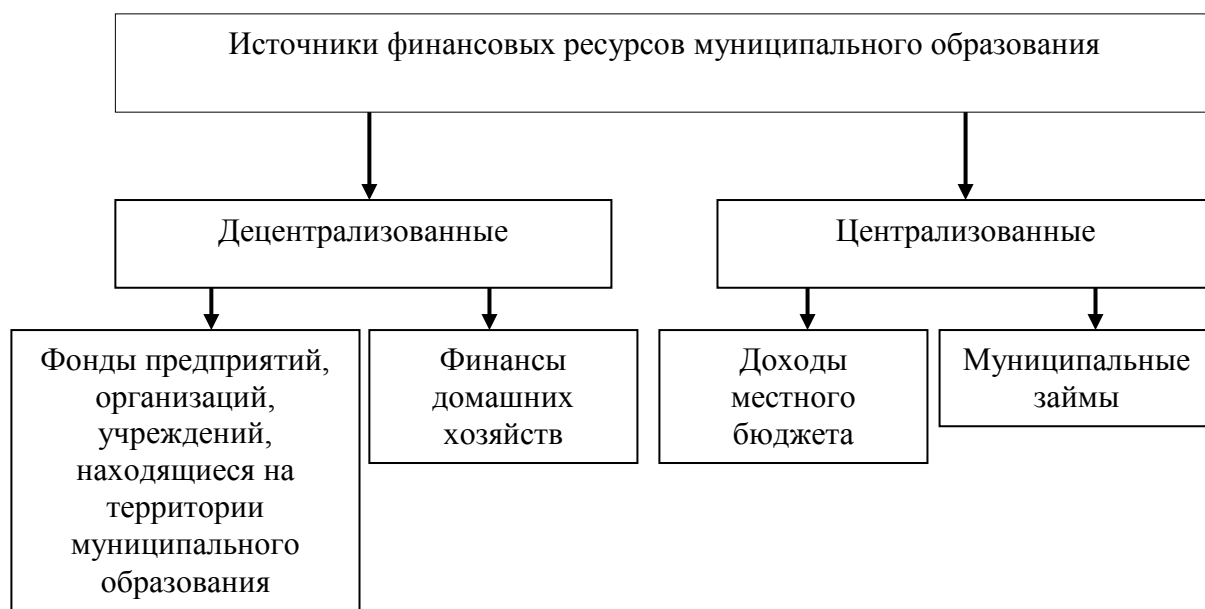 Источники финансовых ресурсов муниципального образования
Децентрализованные
Централизованные
Фонды предприятий,
организаций,
учреждений,
находящиеся на
территории
муниципального
образования
Финансы
домашних
хозяйств
Доходы
местного
бюджета
Муниципальные
займы